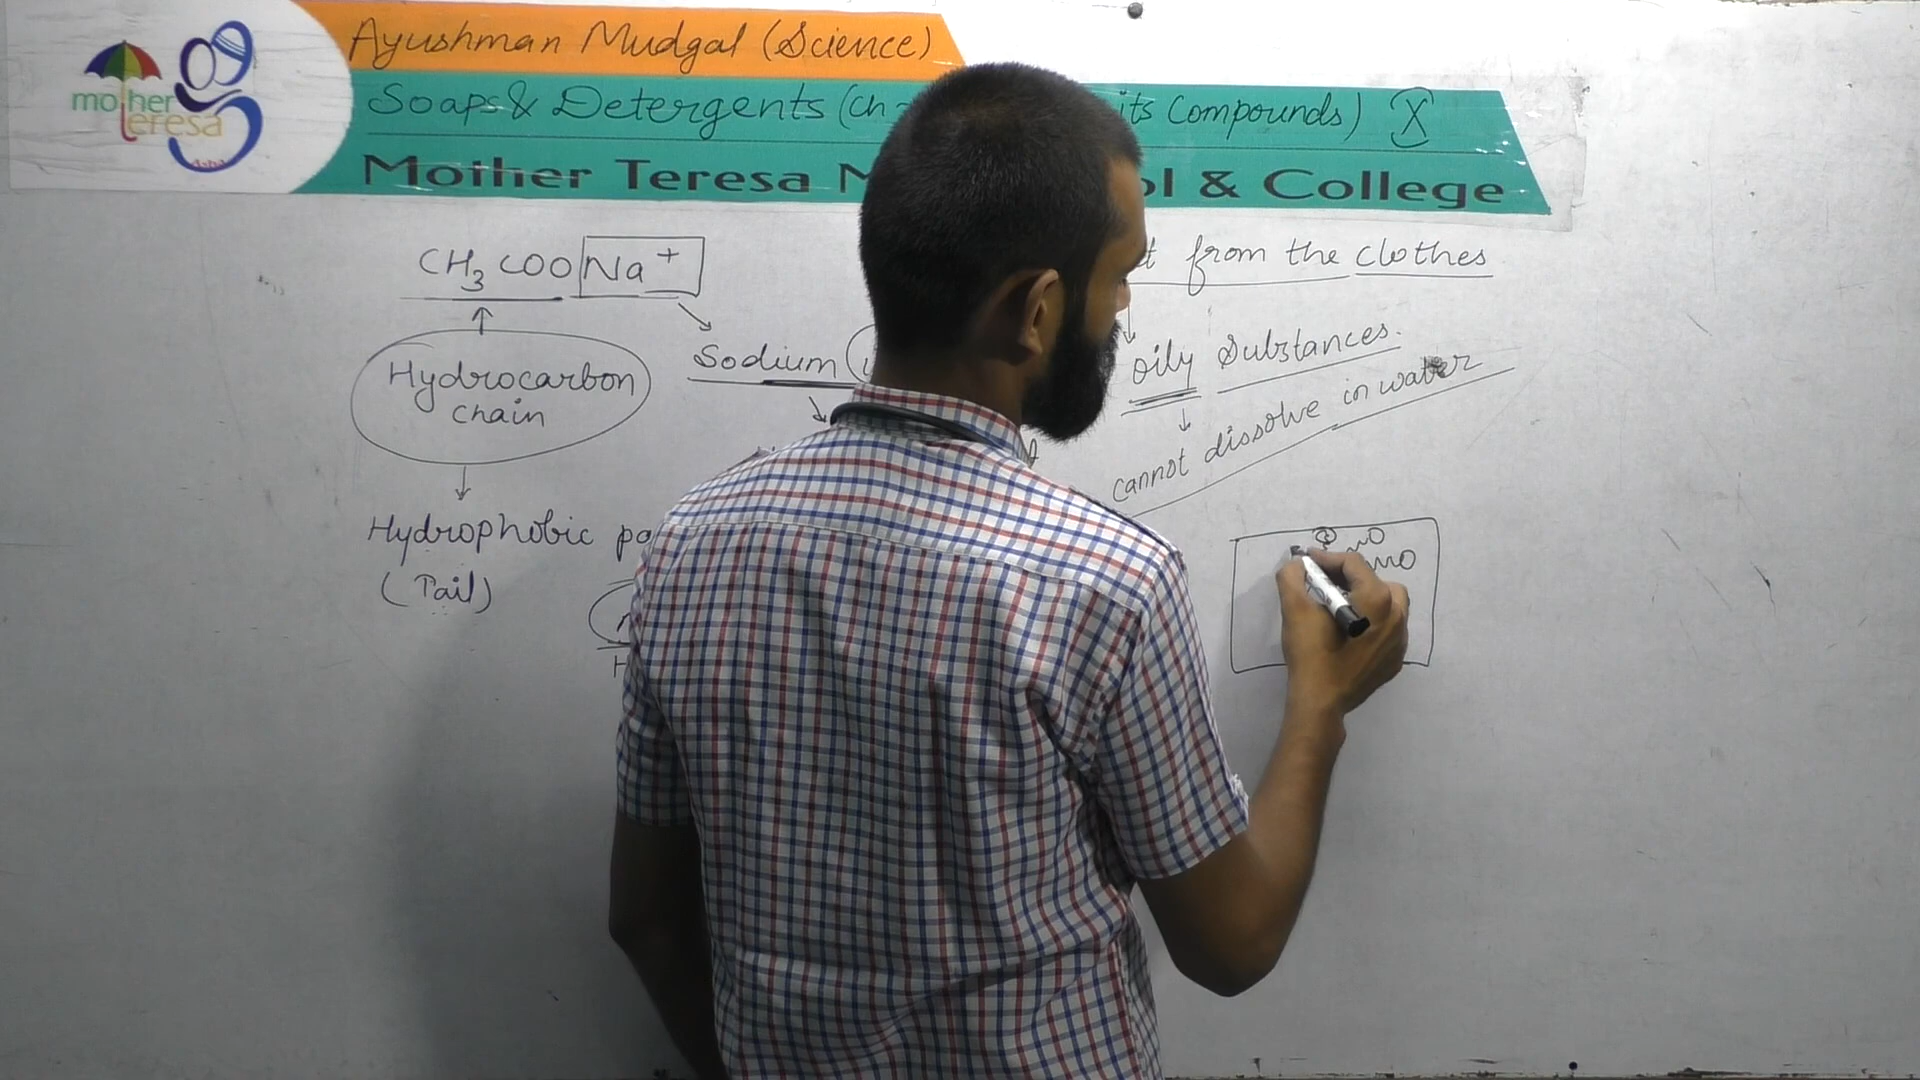 Ayushman Mudgal (Science)
Soaps & Detergents (Ch its Compounds) X
mother
teresa
Mother Teresa M ol & College
CH3COO Na+
t from the clothes
Hydrocarbon
chain
Sodium
oily Substances.
cannot dissolve in water
Hydrophobic pa
(Tail)